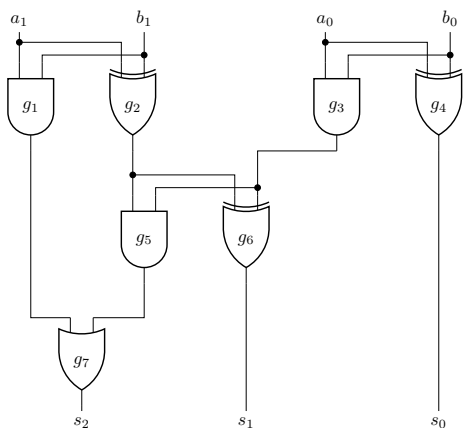 a₁ b₁ a₀ b₀
g₁ g₂ g₃ g₄
g₅ g₆
g₇
s₂ s₁ s₀